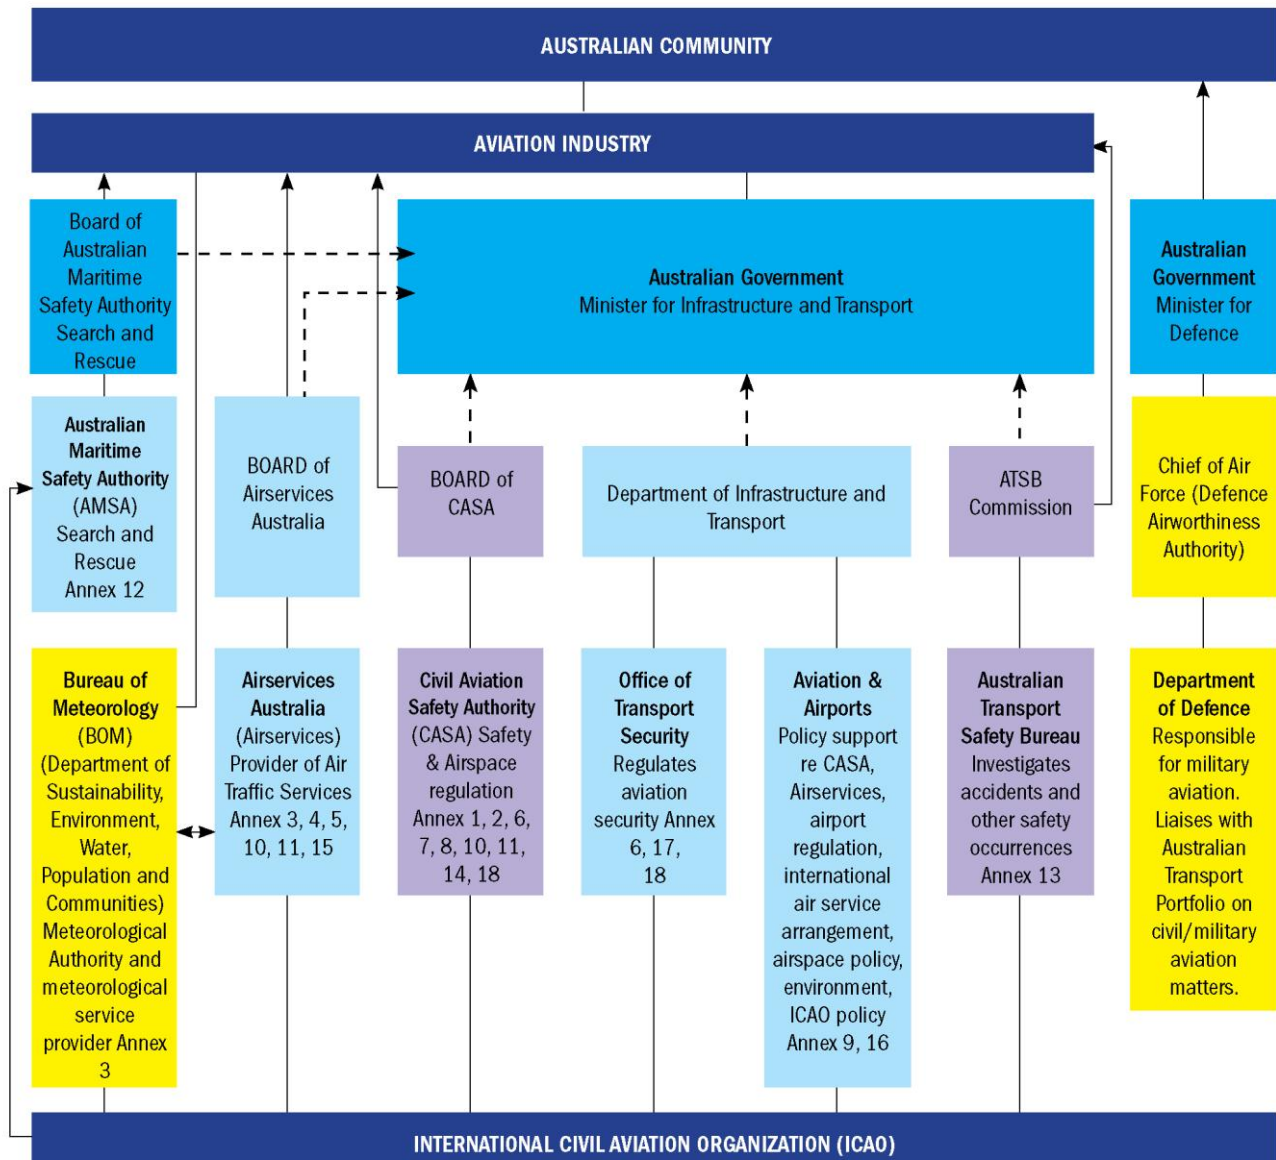 AUSTRALIAN COMMUNITY
AVIATION INDUSTRY
Board of
Australian
Maritime
Safety Authority
Search and
Rescue
Australian Government
Minister for Infrastructure and Transport
Australian
Government
Minister for
Defence
Australian
Maritime
Safety Authority
(AMSA)
Search and
Rescue
Annex 12
BOARD of
Airservices
Australia
BOARD of
CASA
Department of Infrastructure and
Transport
ATSB
Commission
Chief of Air
Force (Defence
Airworthiness
Authority)
Bureau of
Meteorology
(BOM)
(Department of
Sustainability,
Environment,
Water,
Population and
Communities)
Meteorological
Authority and
meteorological
service
provider Annex
3
Airservices
Australia
(Airservices)
Provider of Air
Traffic Services
Annex 3, 4, 5,
10, 11, 15
Civil Aviation
Safety Authority
(CASA) Safety
& Airspace
regulation
Annex 1, 2, 6,
7, 8, 10, 11,
14, 18
Office of
Transport
Security
Regulates
aviation
security Annex
6, 17,
18
Aviation &
Airports
Policy support
re CASA,
Airservices,
airport
regulation,
international
air service
arrangement,
airspace policy,
environment,
ICAO policy
Annex 9, 16
Australian
Transport
Safety Bureau
Investigates
accidents and
other safety
occurrences
Annex 13
Department
of Defence
Responsible
for military
aviation.
Liaises with
Australian
Transport
Portfolio on
civil/military
aviation
matters.
INTERNATIONAL CIVIL AVIATION ORGANIZATION (ICAO)